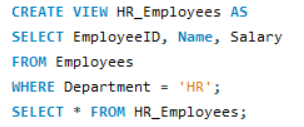 CREATE VIEW HR_Employees AS
SELECT EmployeeID, Name, Salary
FROM Employees
WHERE Department = 'HR';
SELECT * FROM HR_Employees;